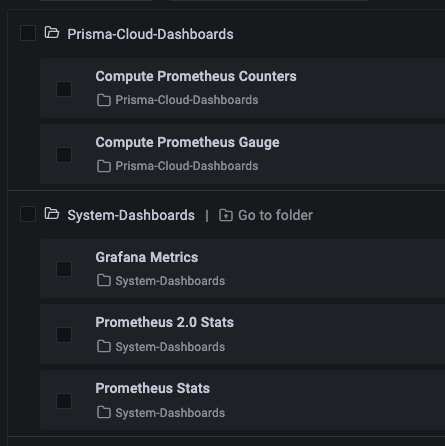 Prisma-Cloud-Dashboards
Compute Prometheus Counters
Prisma-Cloud-Dashboards
Compute Prometheus Gauge
Prisma-Cloud-Dashboards
System-Dashboards | Go to folder
Grafana Metrics
System-Dashboards
Prometheus 2.0 Stats
System-Dashboards
Prometheus Stats
System-Dashboards